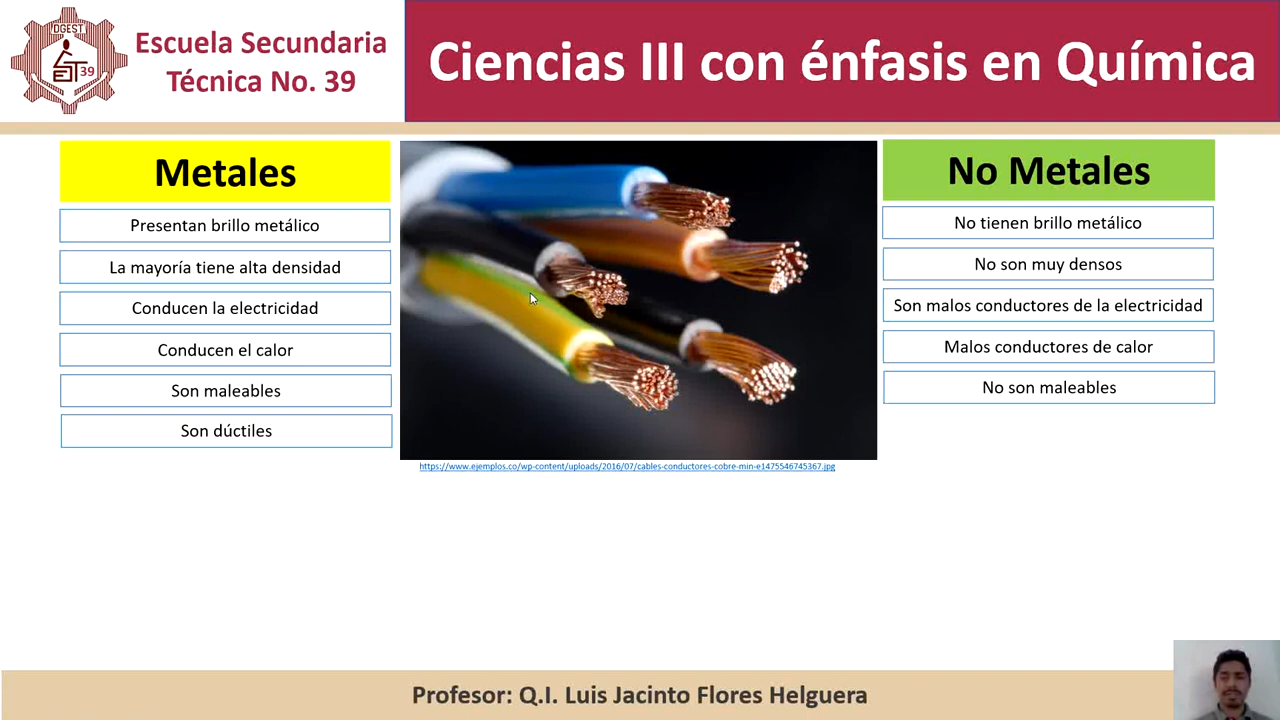 DGEST
39
Escuela Secundaria
Técnica No. 39
Ciencias III con énfasis en Química
Metales
Presentan brillo metálico
La mayoría tiene alta densidad
Conducen la electricidad
Conducen el calor
Son maleables
Son dúctiles
https://www.ejemplos.co/wp-content/uploads/2016/07/cables-conductores-cobre-min-e1475546745367.jpg
No Metales
No tienen brillo metálico
No son muy densos
Son malos conductores de la electricidad
Malos conductores de calor
No son maleables
Profesor: Q.I. Luis Jacinto Flores Helguera